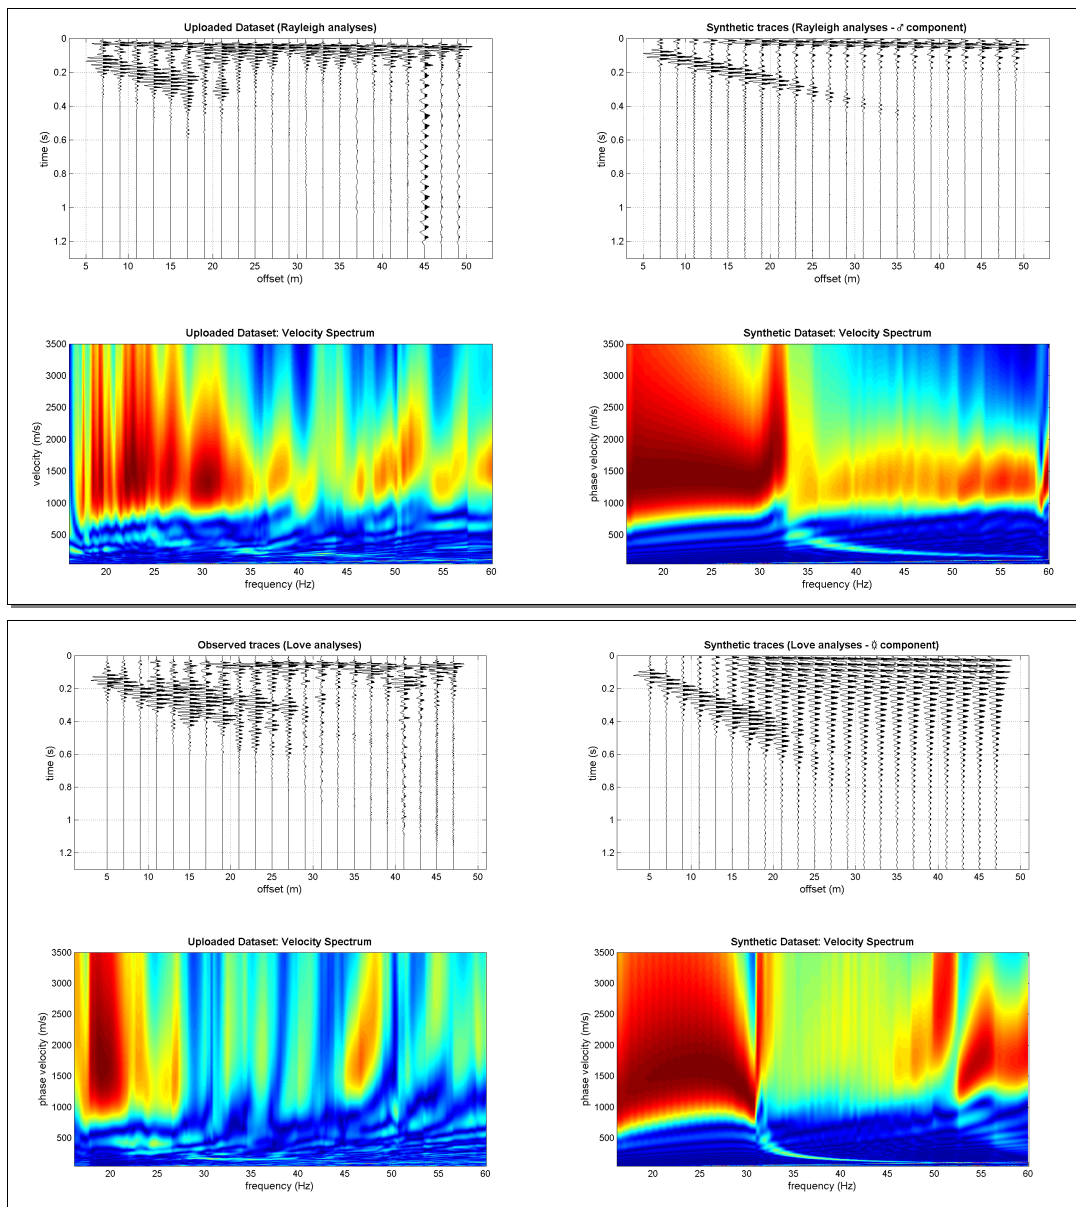 Uploaded Dataset (Rayleigh analyses)
0
0.2
0.4
0.6
0.8
1
1.2
time (s)
5 10 15 20 25 30 35 40 45 50
offset (m)
Synthetic traces (Rayleigh analyses - component)
0
0.2
0.4
0.6
0.8
1
1.2
time (s)
5 10 15 20 25 30 35 40 45 50
offset (m)
Uploaded Dataset: Velocity Spectrum
3500
3000
2500
2000
1500
1000
500
velocity (m/s)
20 25 30 35 40 45 50 55 60
frequency (Hz)
Synthetic Dataset: Velocity Spectrum
3500
3000
2500
2000
1500
1000
500
phase velocity (m/s)
20 25 30 35 40 45 50 55 60
frequency (Hz)
Observed traces (Love analyses)
0
0.2
0.4
0.6
0.8
1
1.2
time (s)
5 10 15 20 25 30 35 40 45 50
offset (m)
Synthetic traces (Love analyses - component)
0
0.2
0.4
0.6
0.8
1
1.2
time (s)
5 10 15 20 25 30 35 40 45 50
offset (m)
Uploaded Dataset: Velocity Spectrum
3500
3000
2500
2000
1500
1000
500
phase velocity (m/s)
20 25 30 35 40 45 50 55 60
frequency (Hz)
Synthetic Dataset: Velocity Spectrum
3500
3000
2500
2000
1500
1000
500
phase velocity (m/s)
20 25 30 35 40 45 50 55 60
frequency (Hz)